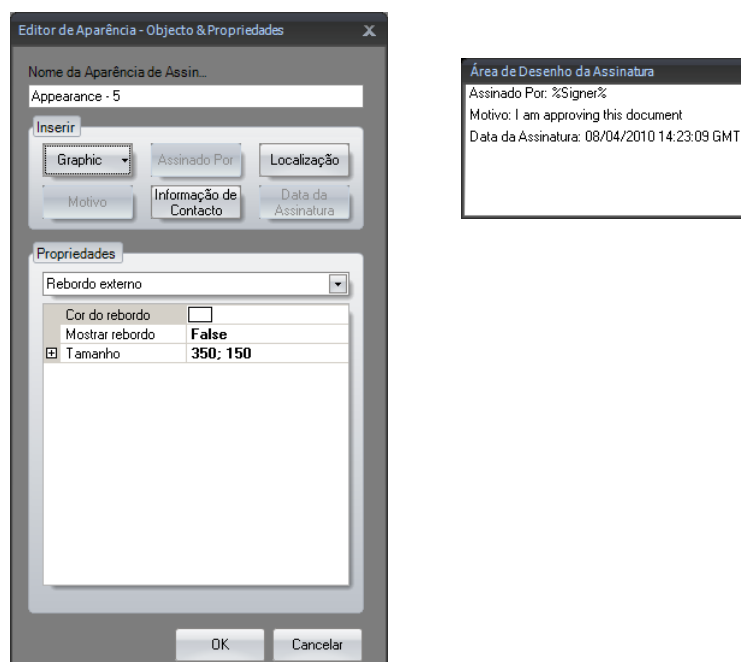 Editor de Aparência - Objecto & Propriedades
Nome da Aparência de Assin...
Appearance - 5
Inserir
Graphic
Assinado Por
Localização
Motivo
Informação de
Contacto
Data da
Assinatura
Propriedades
Rebordo externo
Cor do rebordo
Mostrar rebordo False
Tamanho 350; 150
OK
Cancelar
Área de Desenho da Assinatura
Assinado Por: %Signer%
Motivo: I am approving this document
Data da Assinatura: 08/04/2010 14:23:09 GMT